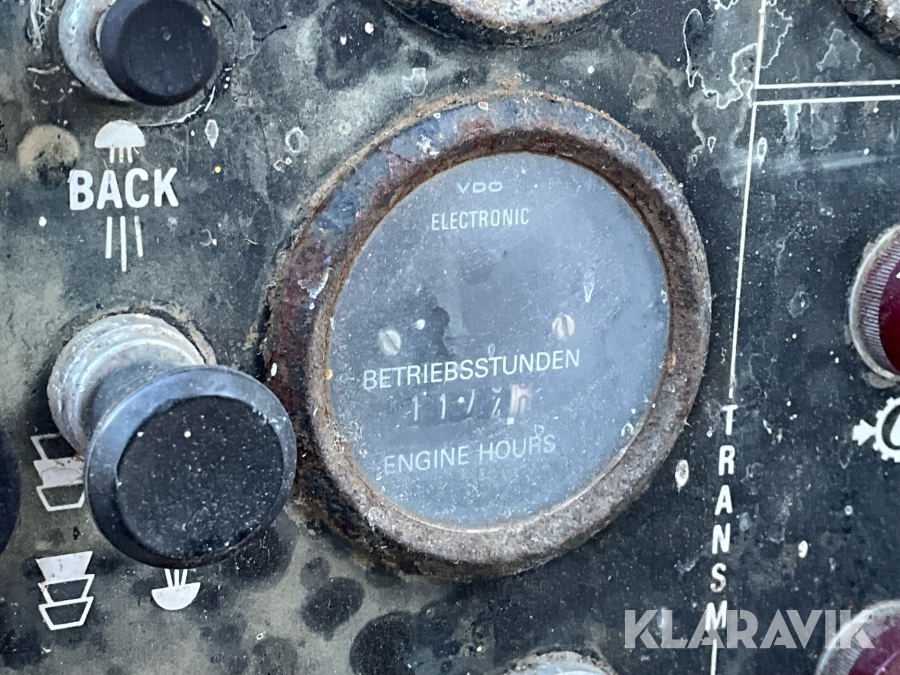 BACK
VDO
ELECTRONIC
BETRIEBSSTUNDEN
ENGINE HOURS
TRANSM
KLARAVIK